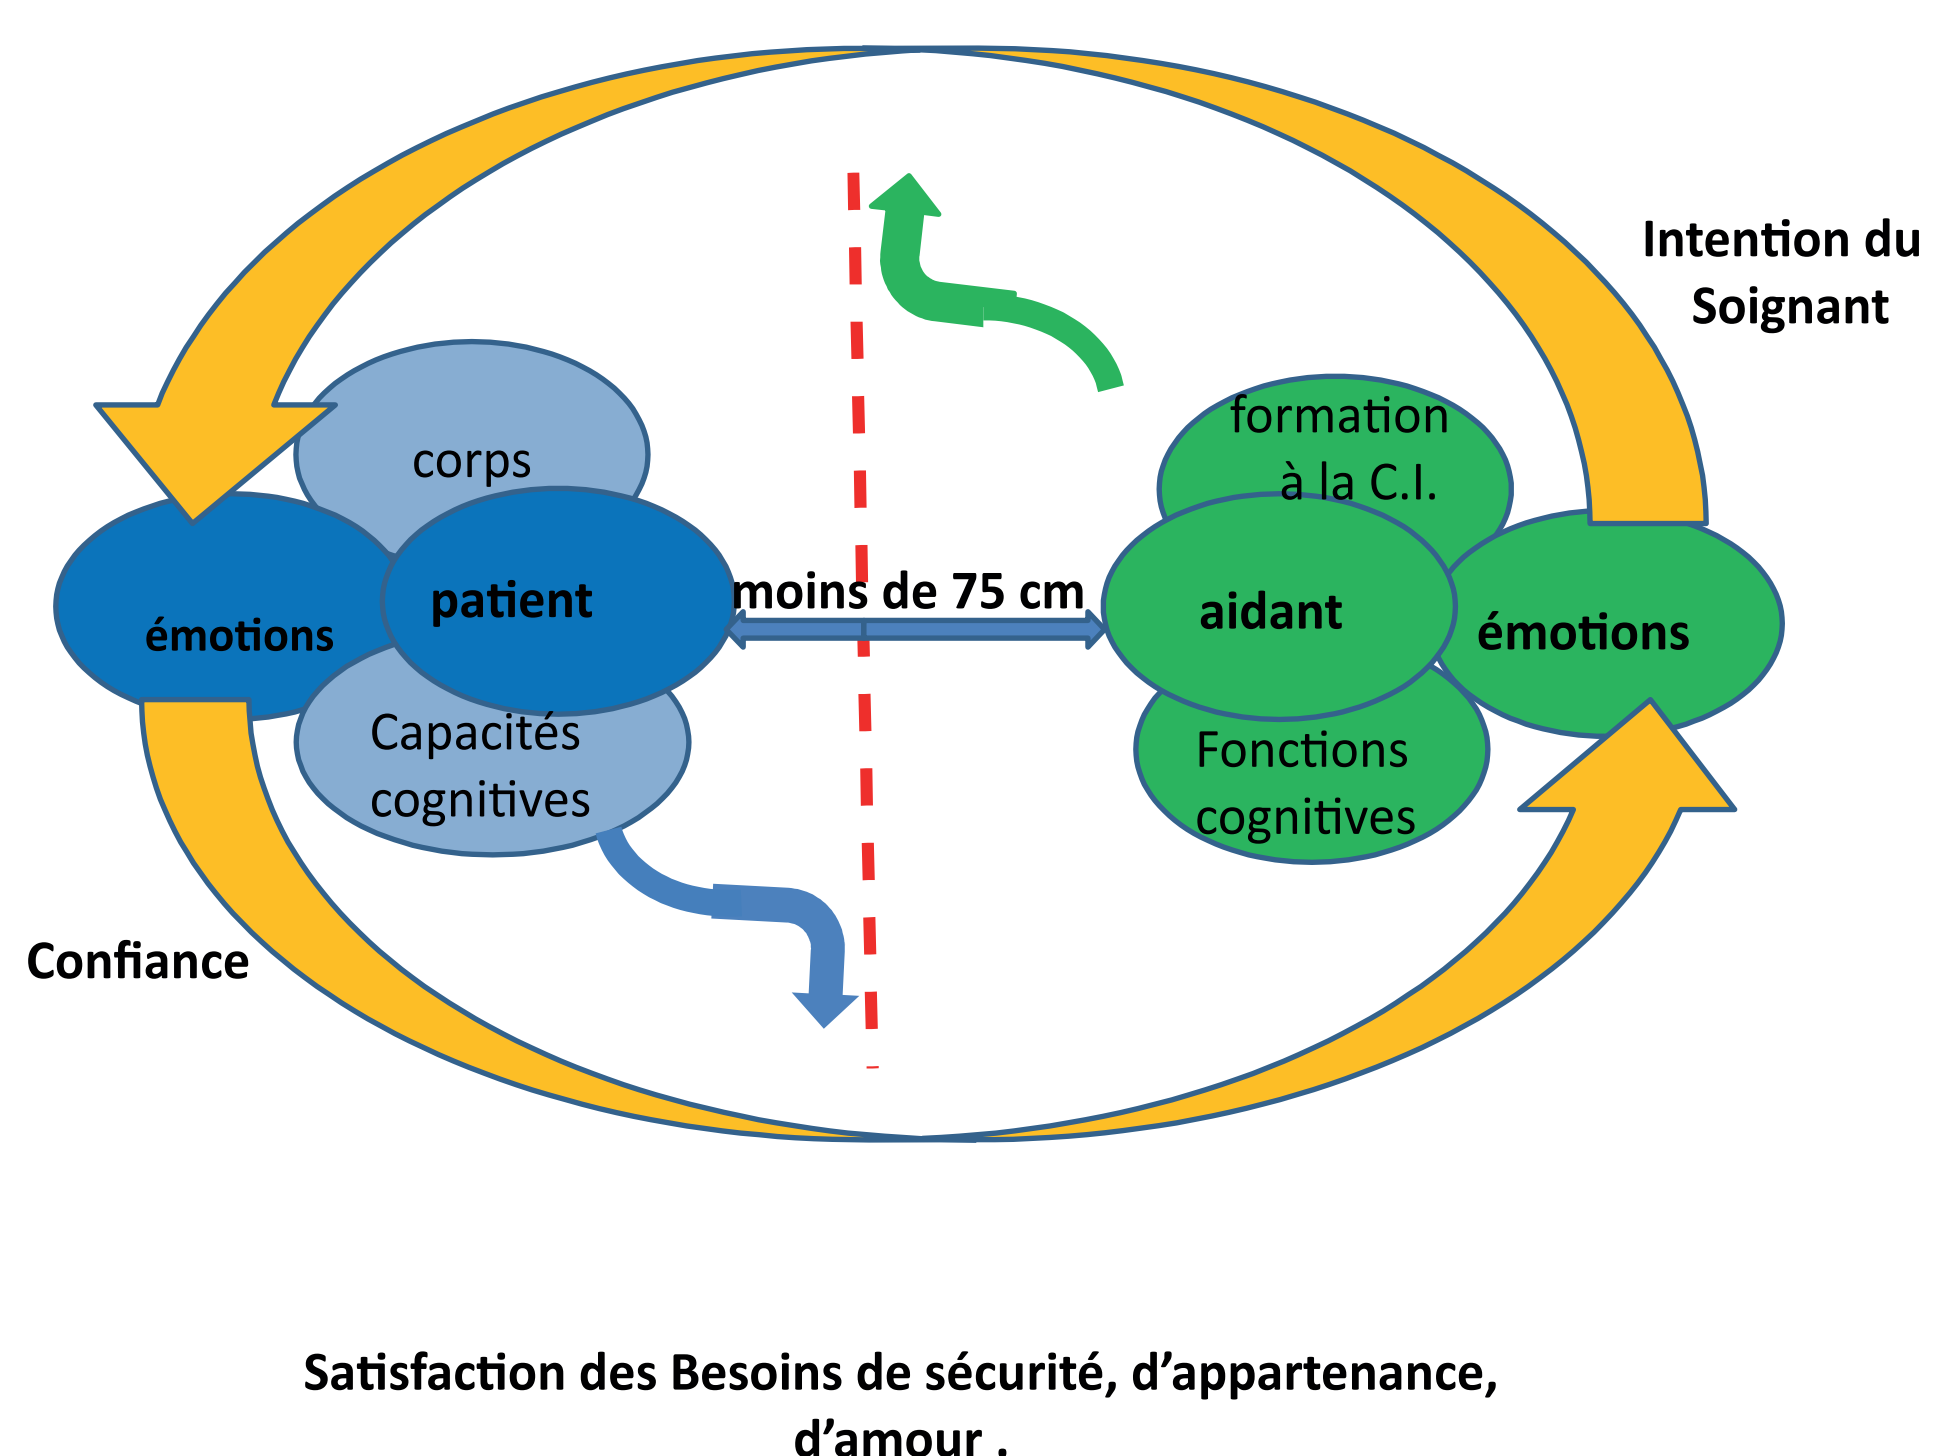 Intention du
Soignant
formation
à la C.I.
corps
moins de 75 cm
patient
aidant
émotions
émotions
Capacités
cognitives
Fonctions
cognitives
Confiance
Satisfaction des Besoins de sécurité, d’appartenance,
d’amour .